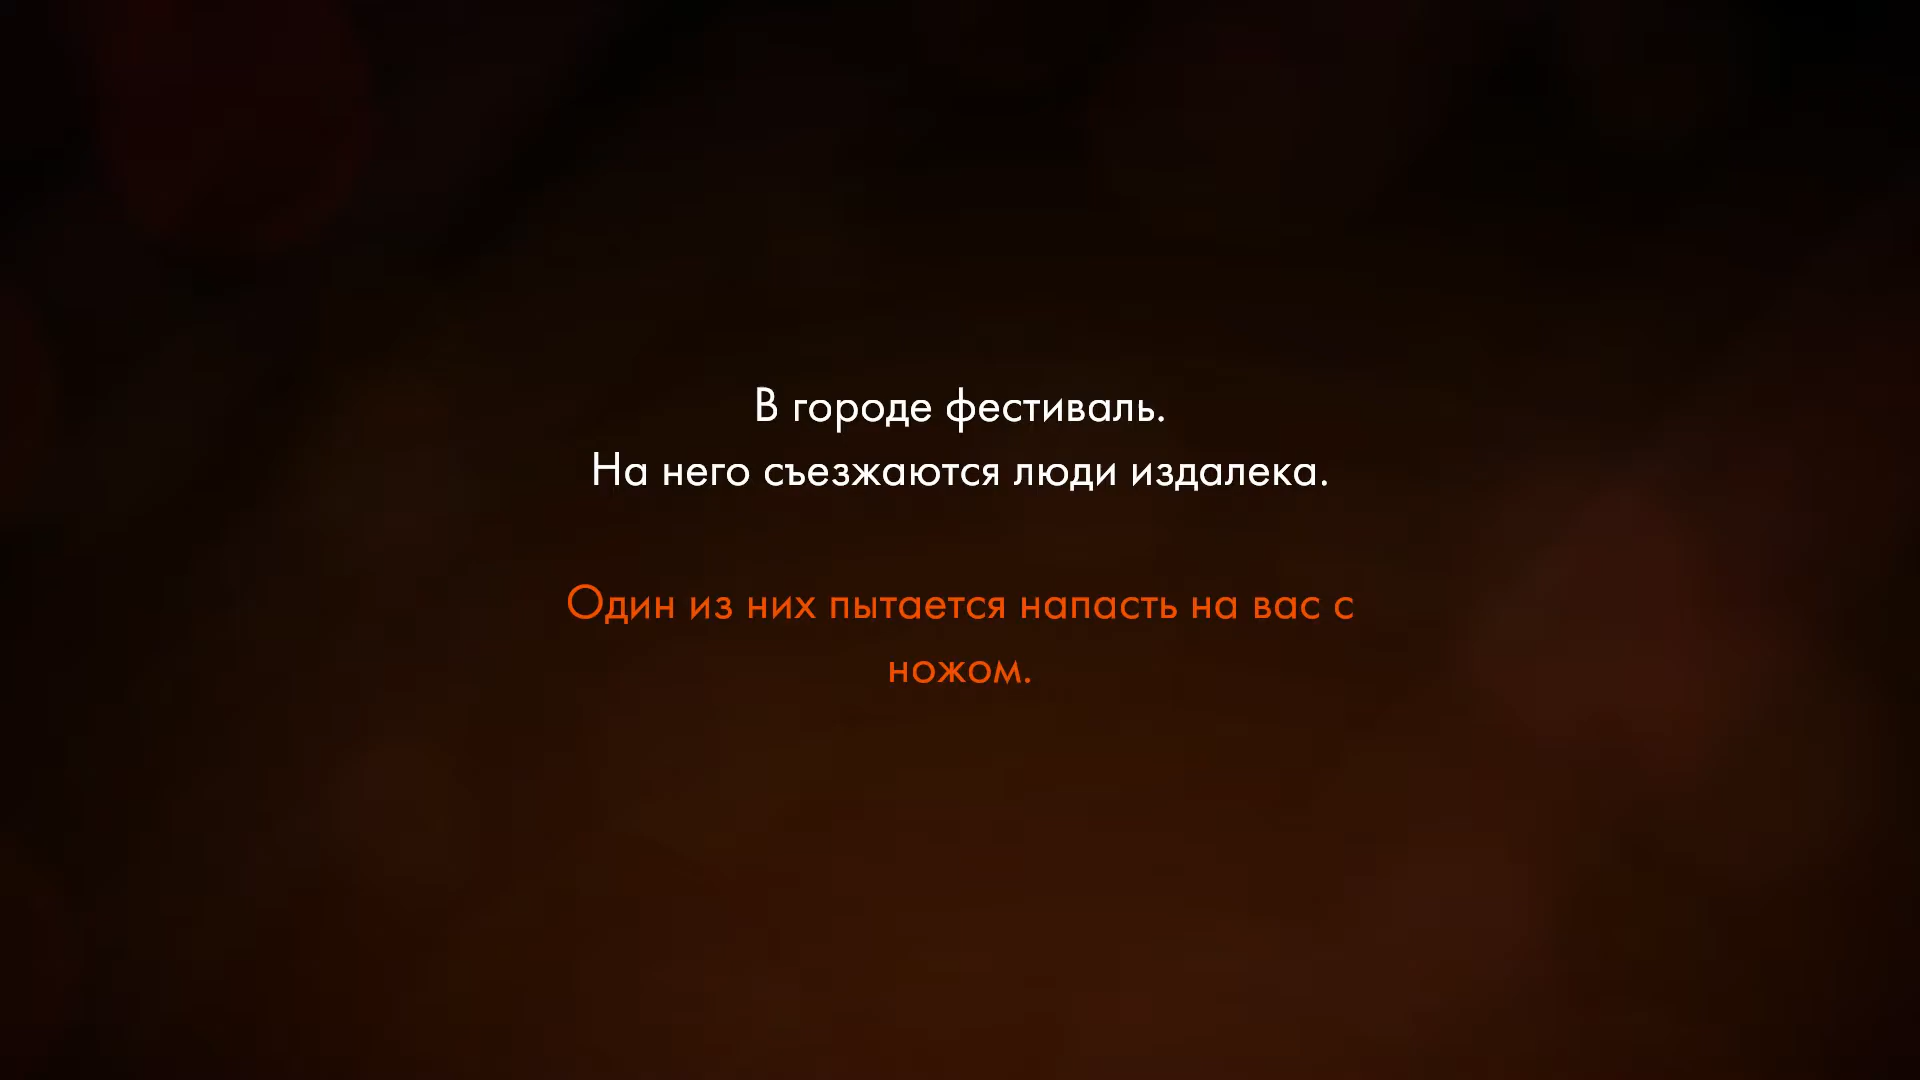 В городе фестиваль.
На него съезжаются люди издалека.
Один из них пытается напасть на вас с
ножом.